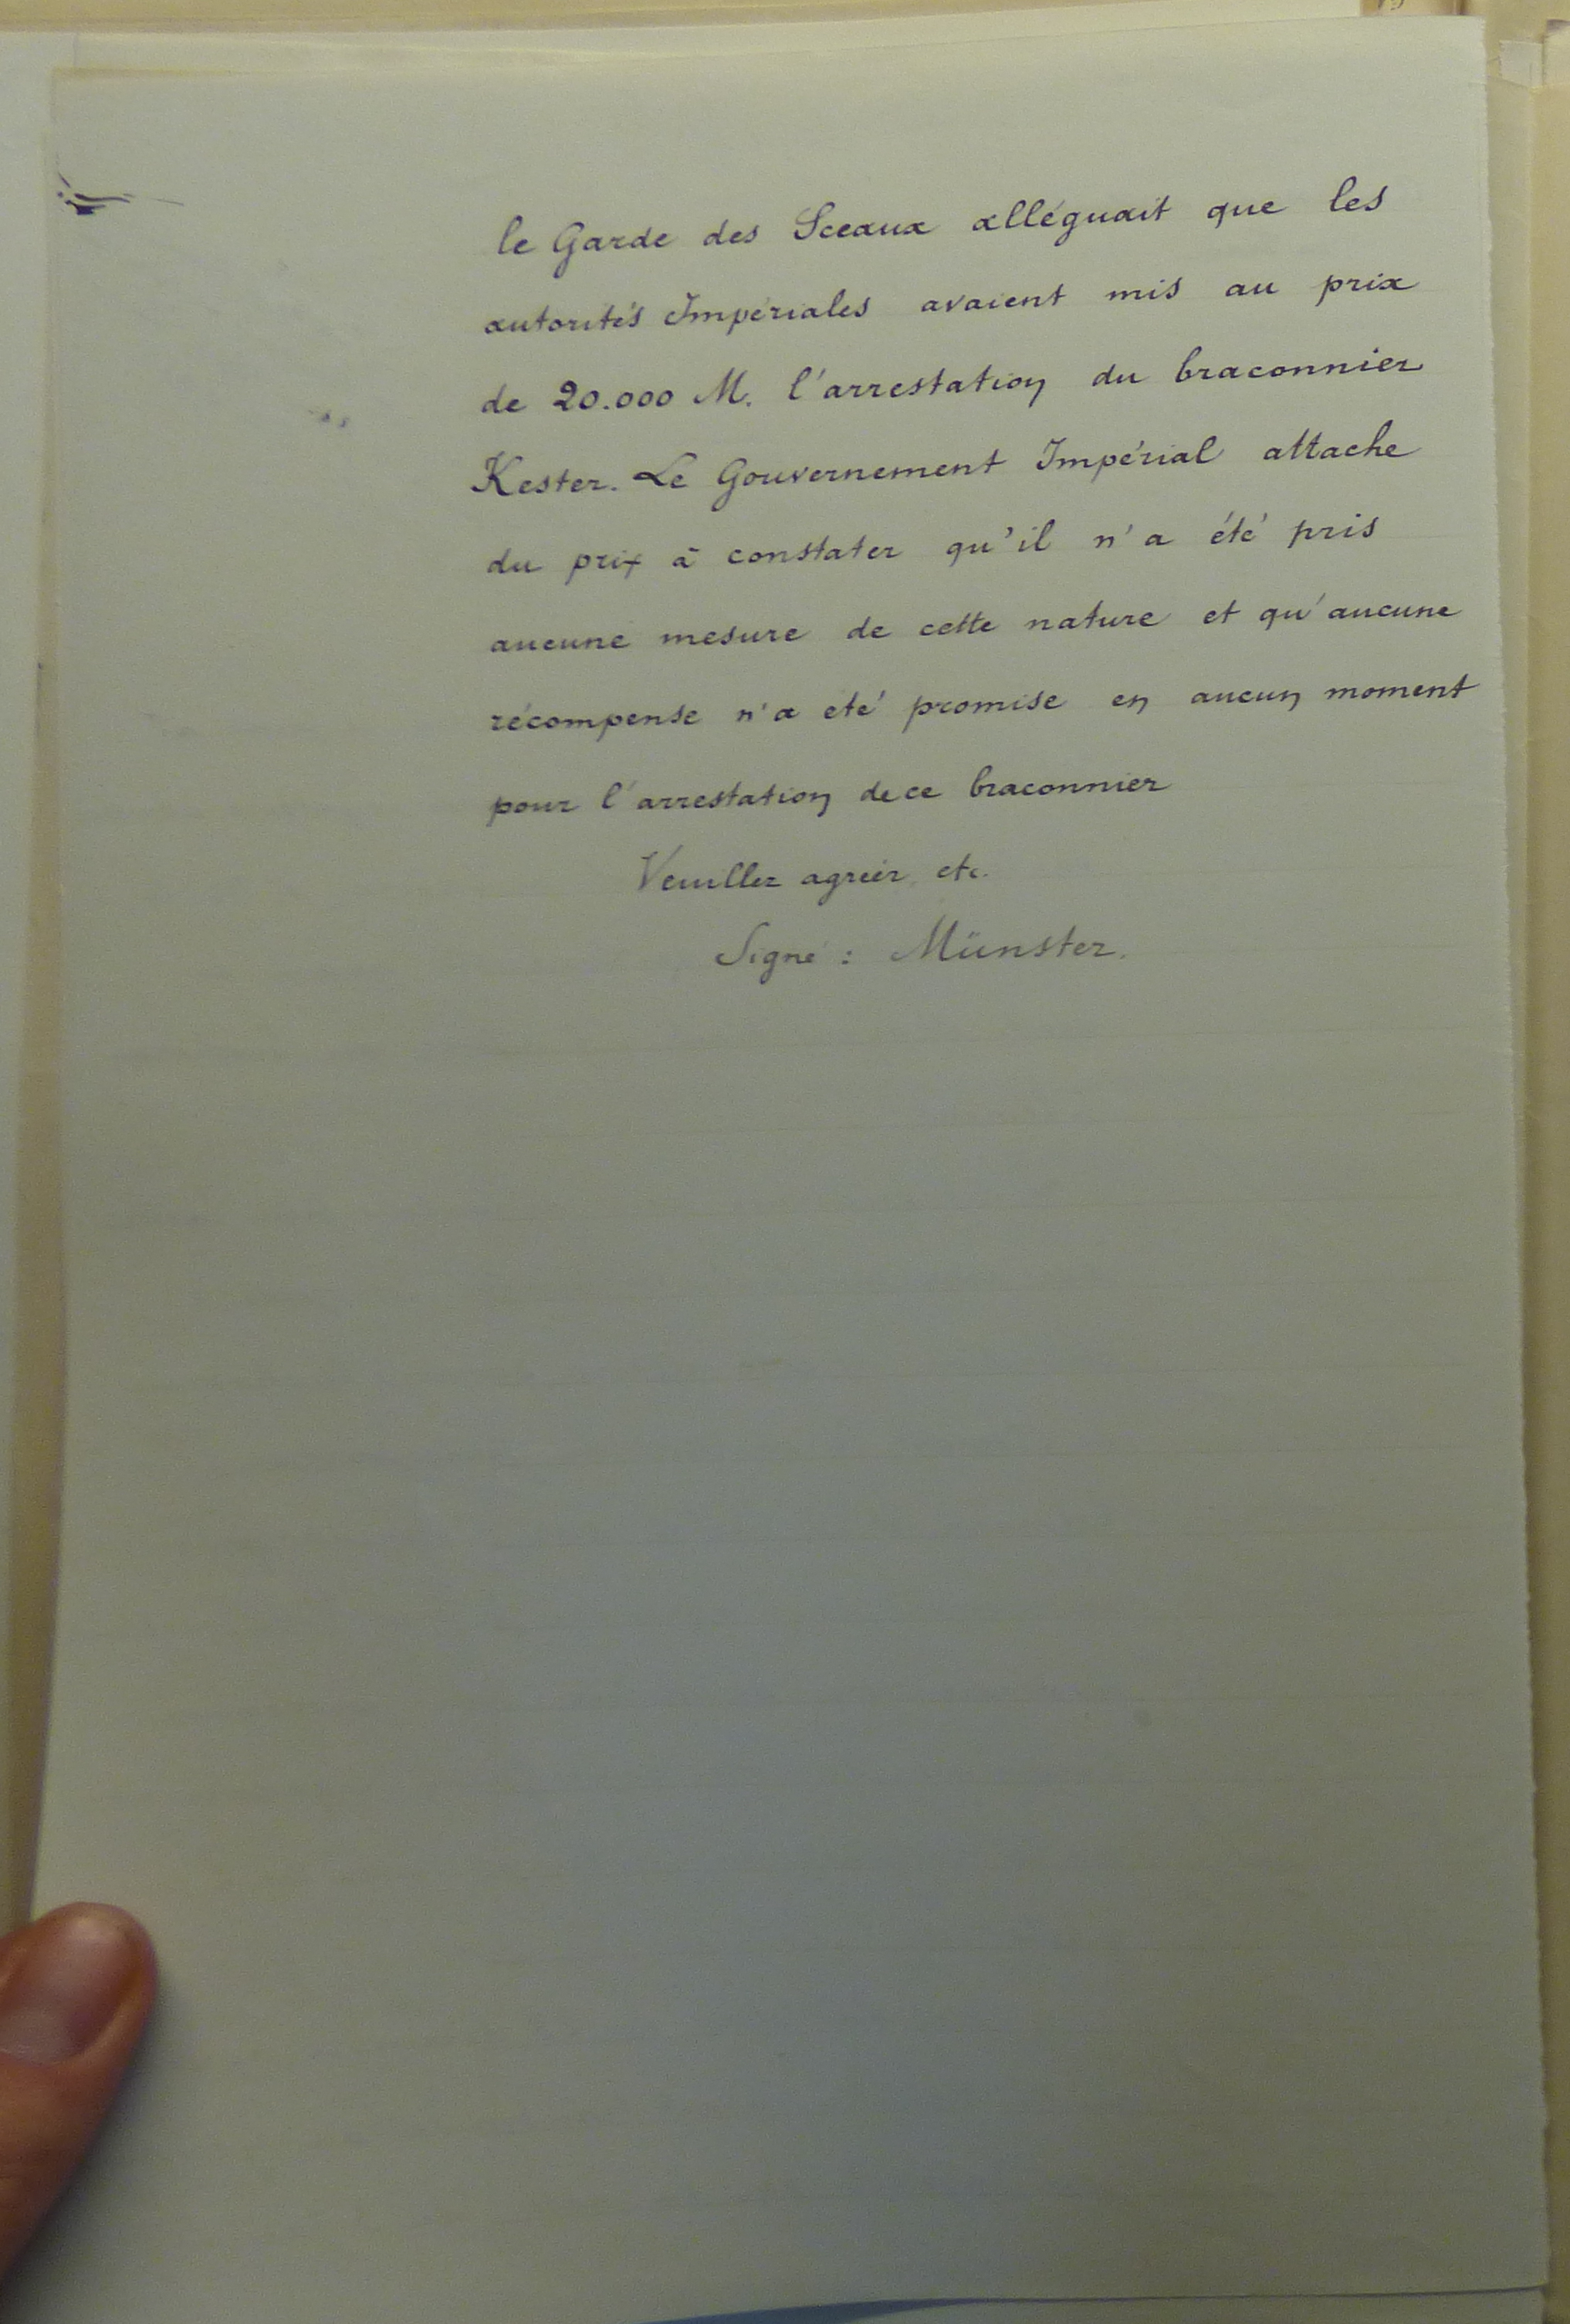 le Garde des Sceaux alléguait que les
autorités Impériales avaient mis au prix
de 20.000 M. l'arrestation du braconnier
Kester. Le Gouvernement Impérial attache
du prix à constater qu'il n'a été pris
aucune mesure de cette nature et qu'aucune
récompense n'a été promise en aucun moment
pour l'arrestation de ce braconnier
Veuillez agréer, etc.
Signé : Münster.